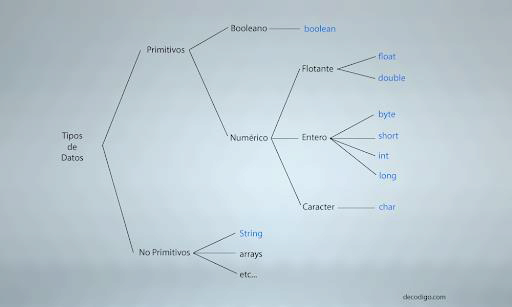 Tipos
de
Datos
Primitivos
Booleano
boolean
Numérico
Flotante
float
double
Entero
byte
short
int
long
Caracter
char
No Primitivos
String
arrays
etc...
decodigo.com